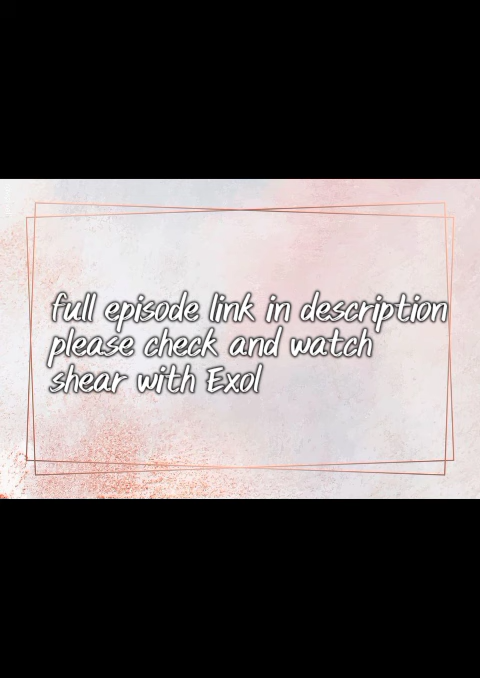 full episode link in description
please check and watch
shear with Exol